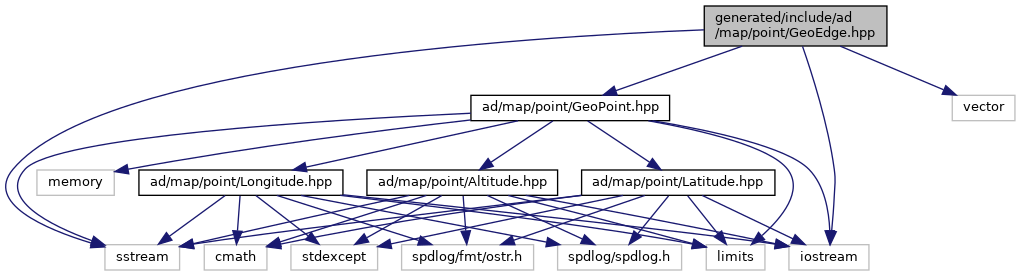 generated/include/ad
/map/point/GeoEdge.hpp
ad/map/point/GeoPoint.hpp
vector
memory
ad/map/point/Longitude.hpp
ad/map/point/Altitude.hpp
ad/map/point/Latitude.hpp
sstream
cmath
stdexcept
spdlog/fmt/ostr.h
spdlog/spdlog.h
limits
iostream